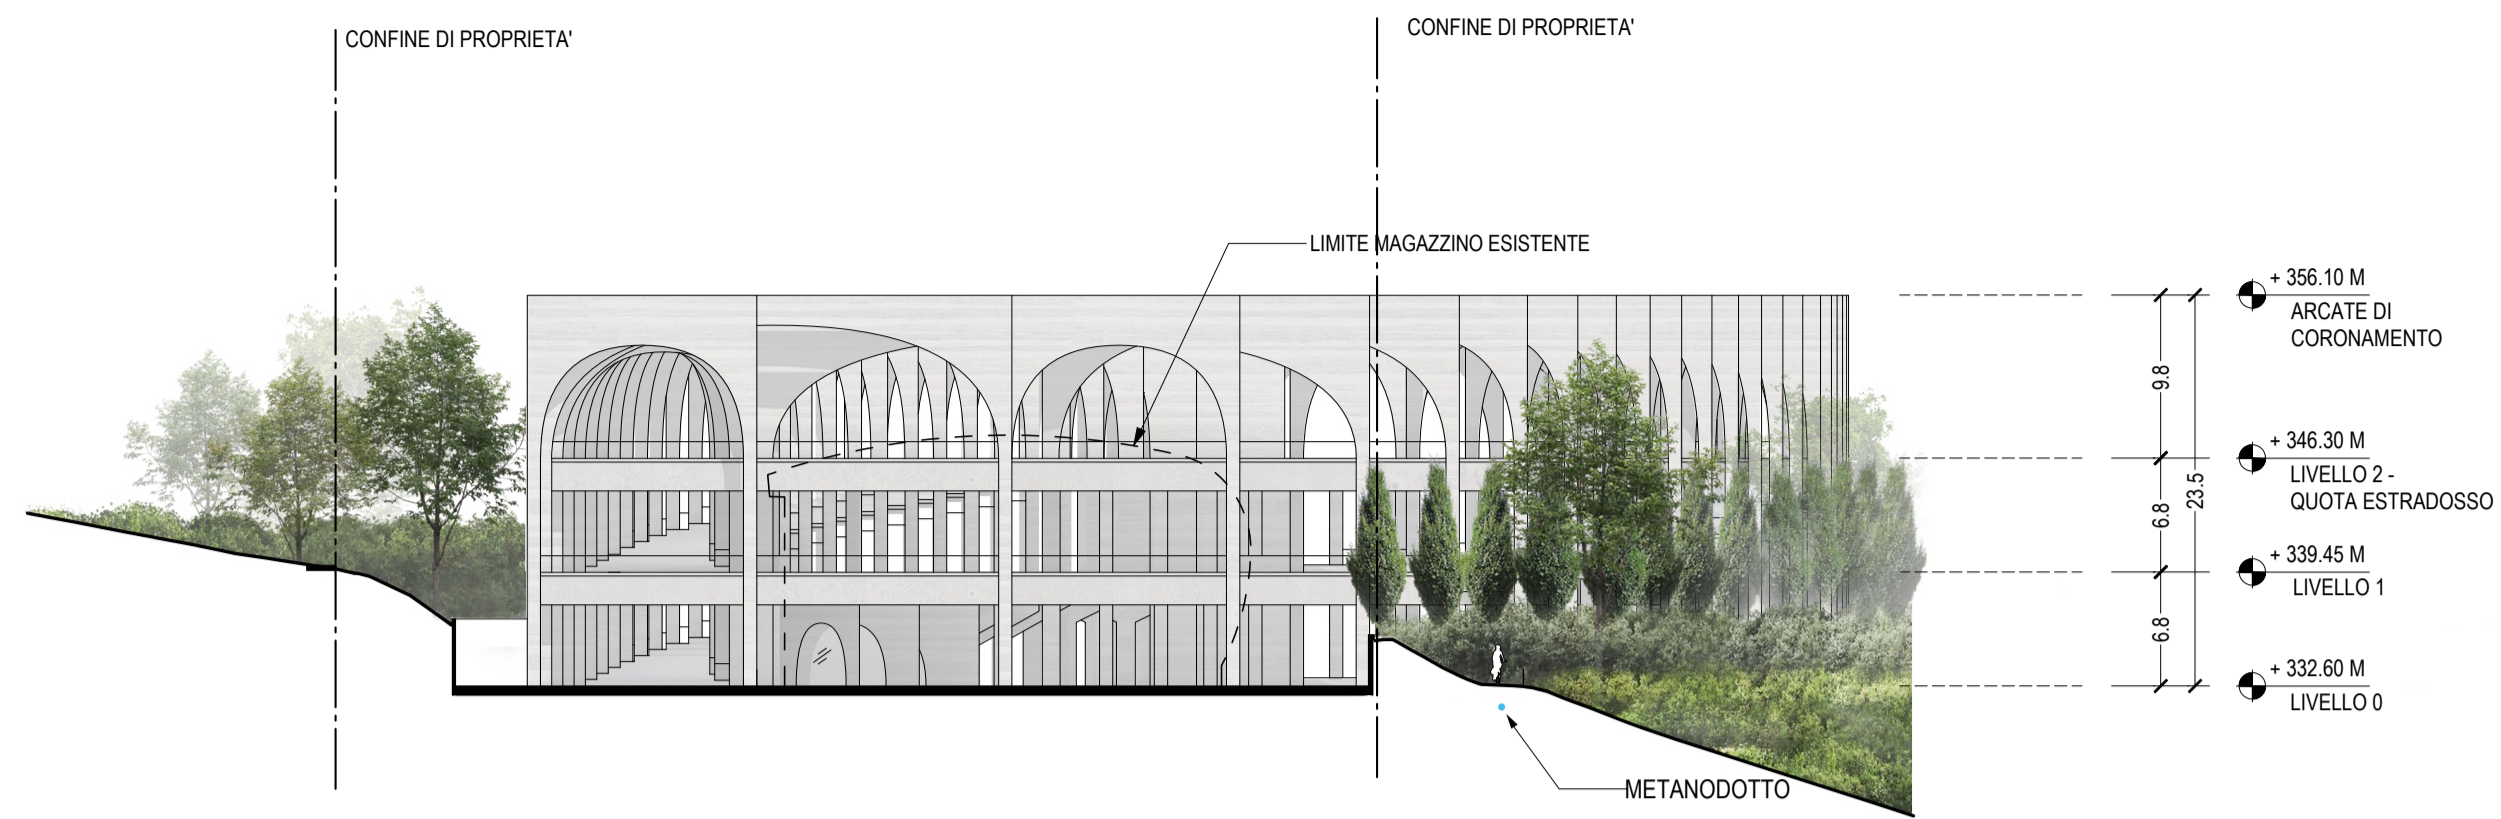 CONFINE DI PROPRIETA'
CONFINE DI PROPRIETA'
LIMITE MAGAZZINO ESISTENTE
+ 356.10 M
ARCATE DI
CORONAMENTO
9.8
+ 346.30 M
LIVELLO 2 -
QUOTA ESTRADOSSO
6.8
23.5
+ 339.45 M
LIVELLO 1
6.8
+ 332.60 M
LIVELLO 0
METANODOTTO